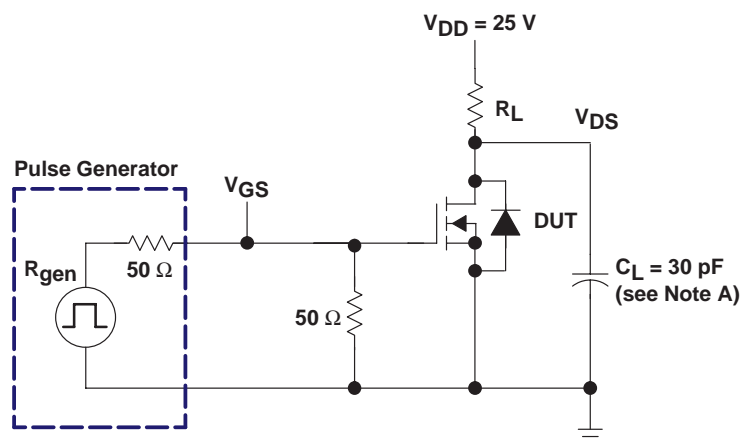 VDD = 25 V
RL
VDS
Pulse Generator
VGS
DUT
Rgen
50 Ω
CL = 30 pF
(see Note A)
50 Ω